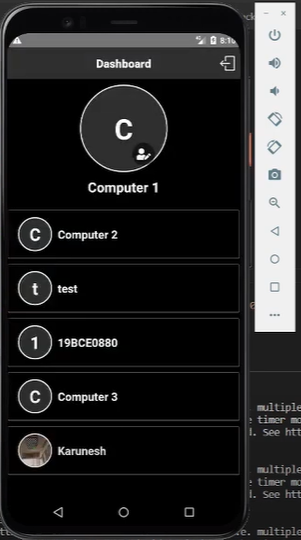 8:10
Dashboard
C
Computer 1
C Computer 2
t test
1 19BCE0880
C Computer 3
Karunesh
multiple
timer mo
. See htt
multiple
timer mo
. See htt
multiple